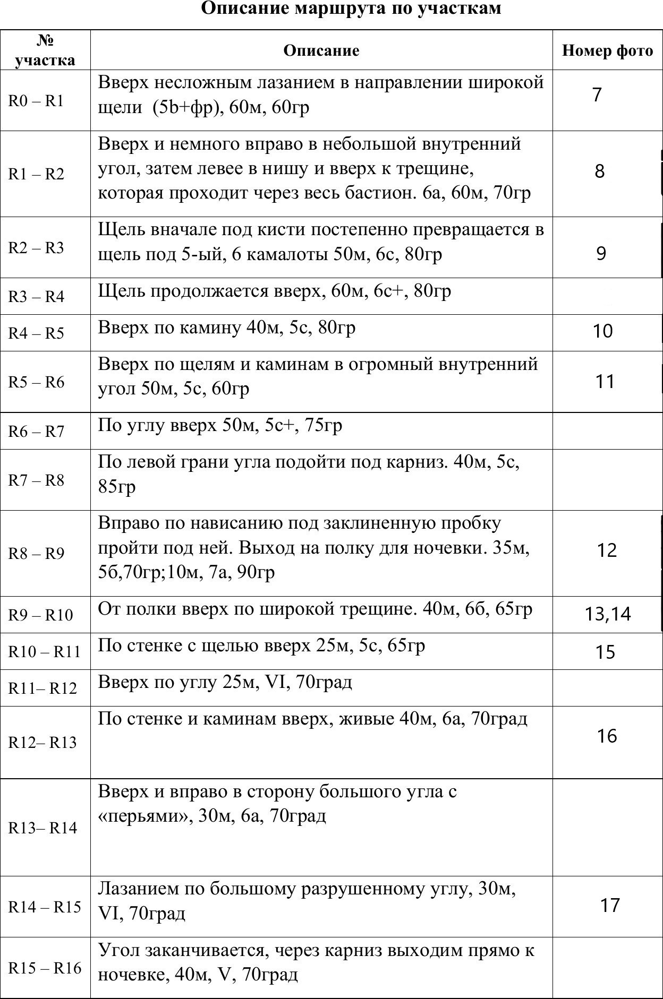 Описание маршрута по участкам
№
участка
Описание
Номер фото
R0 – R1
Вверх несложным лазанием в направлении широкой
щели (5b+фр), 60м, 60гр
7
R1 – R2
Вверх и немного вправо в небольшой внутренний
угол, затем левее в нишу и вверх к трещине,
которая проходит через весь бастион. 6а, 60м, 70гр
8
R2 – R3
Щель вначале под кисти постепенно превращается в
щель под 5-ый, 6 камалоты 50м, 6с, 80гр
9
R3 – R4
Щель продолжается вверх, 60м, 6с+, 80гр
R4 – R5
Вверх по камину 40м, 5с, 80гр
10
R5 – R6
Вверх по щелям и каминам в огромный внутренний
угол 50м, 5с, 60гр
11
R6 – R7
По углу вверх 50м, 5с+, 75гр
R7 – R8
По левой грани угла подойти под карниз. 40м, 5с,
85гр
R8 – R9
Вправо по нависанию под заклиненную пробку
пройти под ней. Выход на полку для ночевки. 35м,
5б,70гр;10м, 7а, 90гр
12
R9 – R10
От полки вверх по широкой трещине. 40м, 6б, 65гр
13,14
R10 – R11
По стенке с щелью вверх 25м, 5с, 65гр
15
R11– R12
Вверх по углу 25м, VI, 70град
R12– R13
По стенке и каминам вверх, живые 40м, 6а, 70град
16
R13– R14
Вверх и вправо в сторону большого угла с
«перьями», 30м, 6а, 70град
R14 – R15
Лазанием по большому разрушенному углу, 30м,
VI, 70град
17
R15 – R16
Угол заканчивается, через карниз выходим прямо к
ночевке, 40м, V, 70град